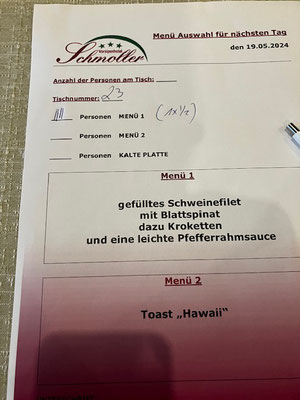 Schmoller
Menü Auswahl für nächsten Tag
den 19.05.2024
Anzahl der Personen am Tisch:
Tischnummer: 23
Personen MENÜ 1 (1x½)
Personen MENÜ 2
Personen KALTE PLATTE
Menü 1
gefülltes Schweinefilet
mit Blattspinat
dazu Kroketten
und eine leichte Pfefferrahmsauce
Menü 2
Toast „Hawaii“